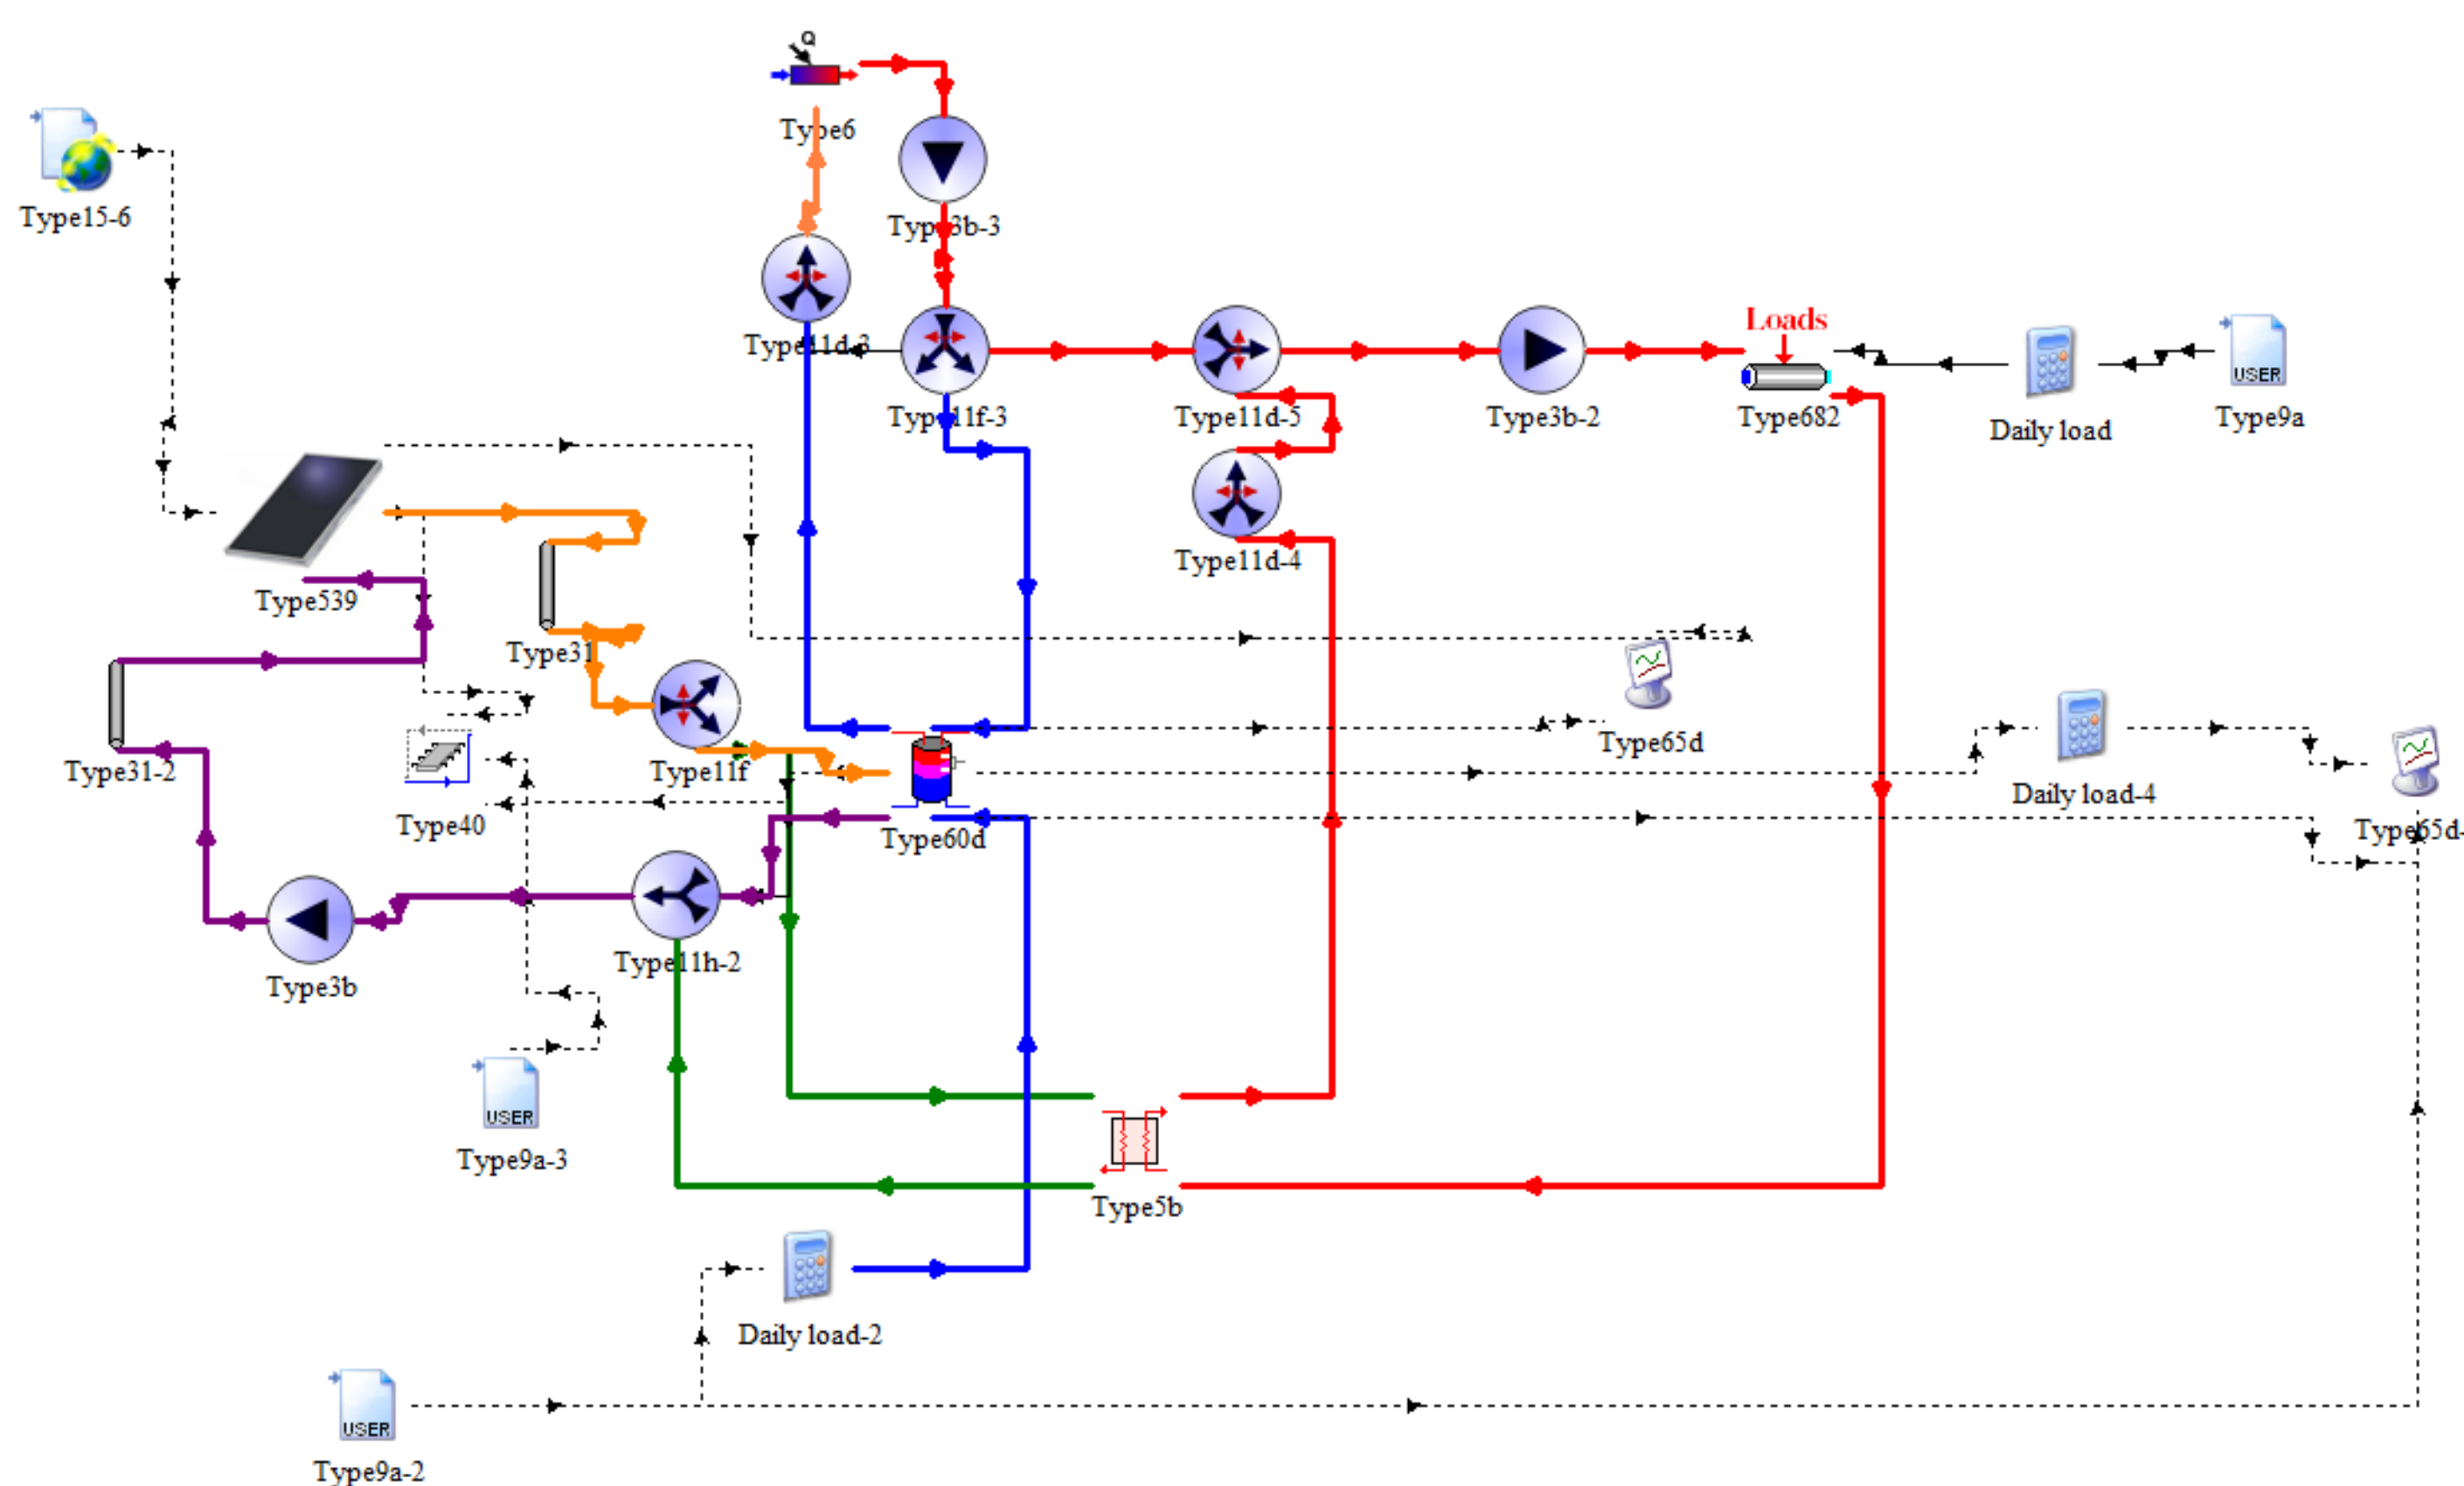 Q
Type6
Type15-6
Type3b-3
Loads
Type11d-3
Type11f-3
Type11d-5
Type3b-2
Type682
Daily load
USER
Type9a
Type11d-4
Type539
Type31
Type65d
Type31-2
Type11f
Daily load-4
Type40
Type60d
Type65d-
Type11h-2
Type3b
USER
Type9a-3
Type5b
Daily load-2
USER
Type9a-2